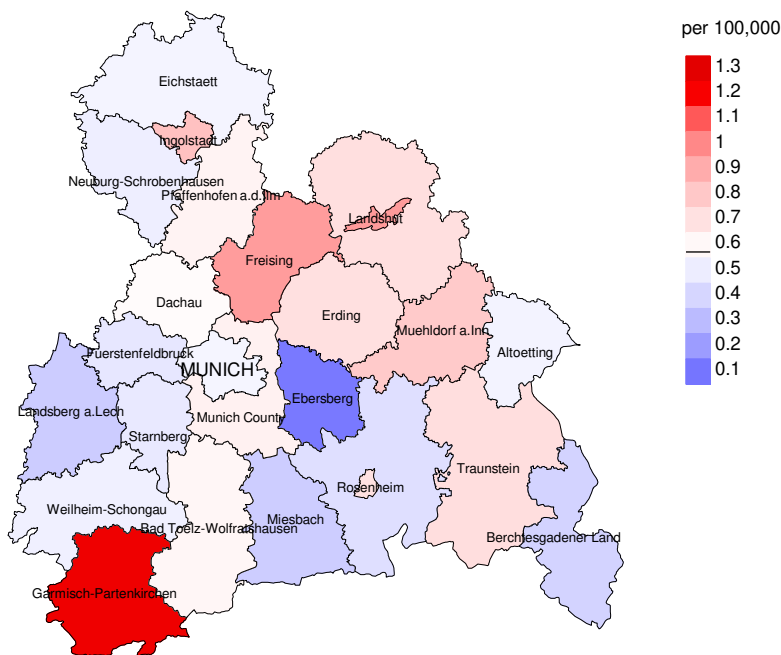 per 100,000
1.3
1.2
1.1
1
0.9
0.8
0.7
0.6
0.5
0.4
0.3
0.2
0.1
Eichstaett
Ingolstadt
Neuburg-Schrobenhausen
Pfaffenhofen a.d.Ilm
Landshut
Freising
Dachau
Erding
Muehldorf a.Inn
Fuerstenfeldbruck
MUNICH
Altoetting
Ebersberg
Landsberg a.Lech
Munich County
Starnberg
Traunstein
Rosenheim
Weilheim-Schongau
Miesbach
Bad Toelz-Wolfratshausen
Berchtesgadener Land
Garmisch-Partenkirchen